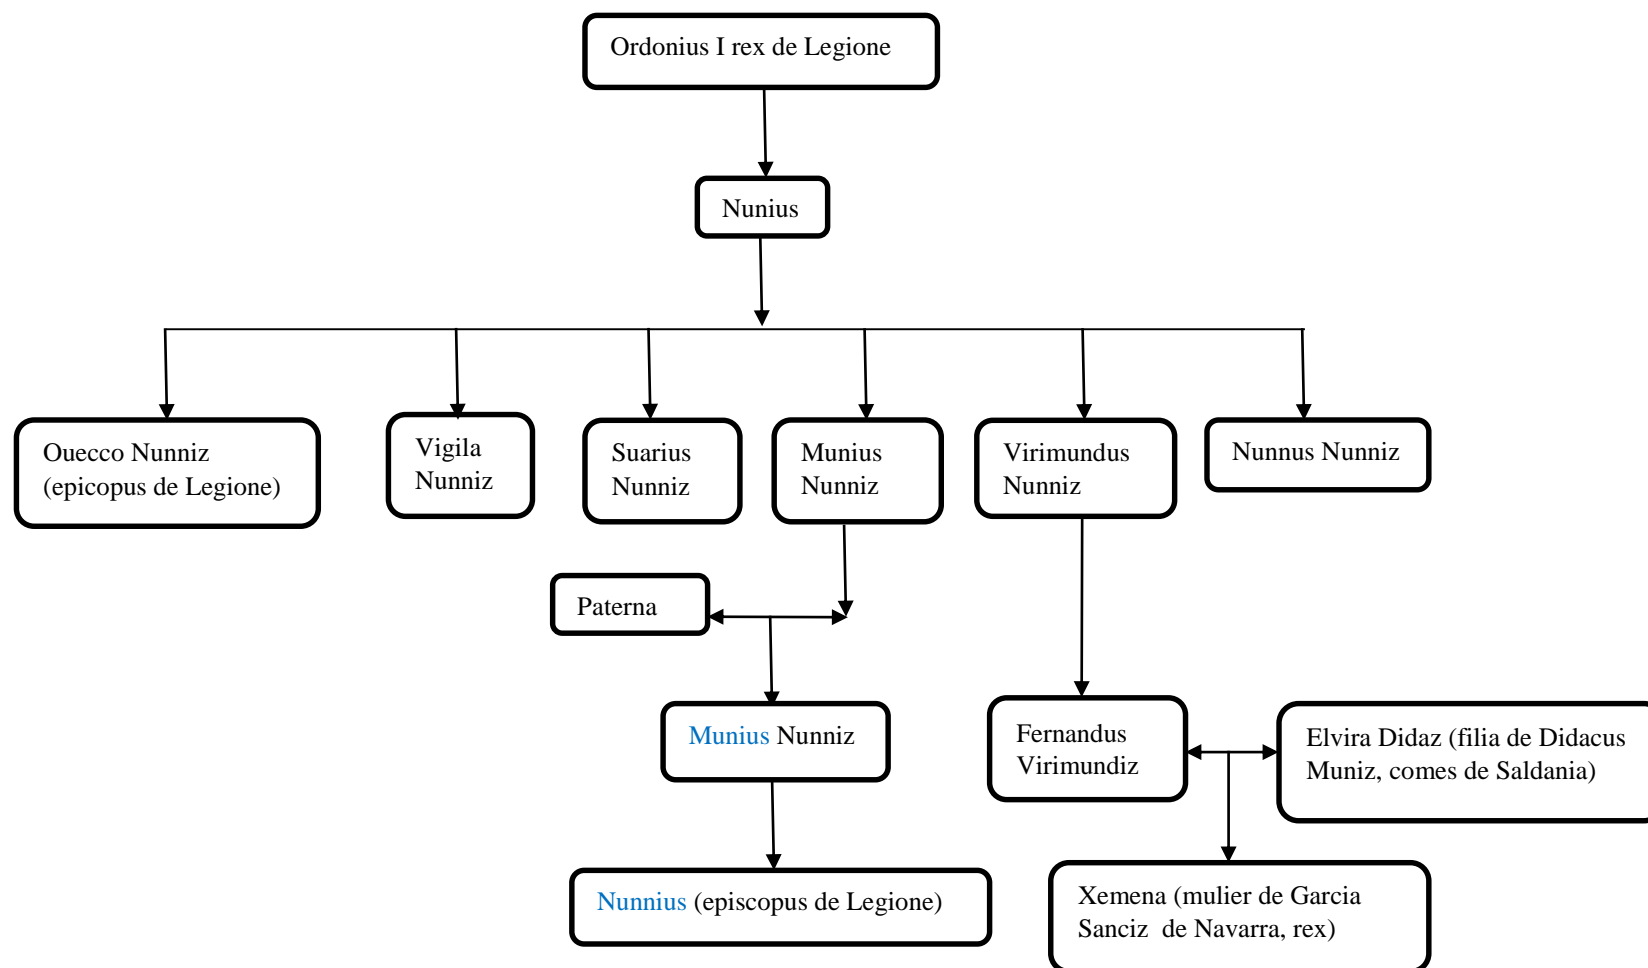 Ordonius I rex de Legione
Nunius
Ouecco Nunniz
(epicopus de Legione)
Vigila
Nunniz
Suarius
Nunniz
Munius
Nunniz
Virimundus
Nunniz
Nunnus Nunniz
Paterna
Munius Nunniz
Fernandus
Virimundiz
Elvira Didaz (filia de Didacus
Muniz, comes de Saldania)
Nunnius (episcopus de Legione)
Xemena (mulier de Garcia
Sanciz  de Navarra, rex)